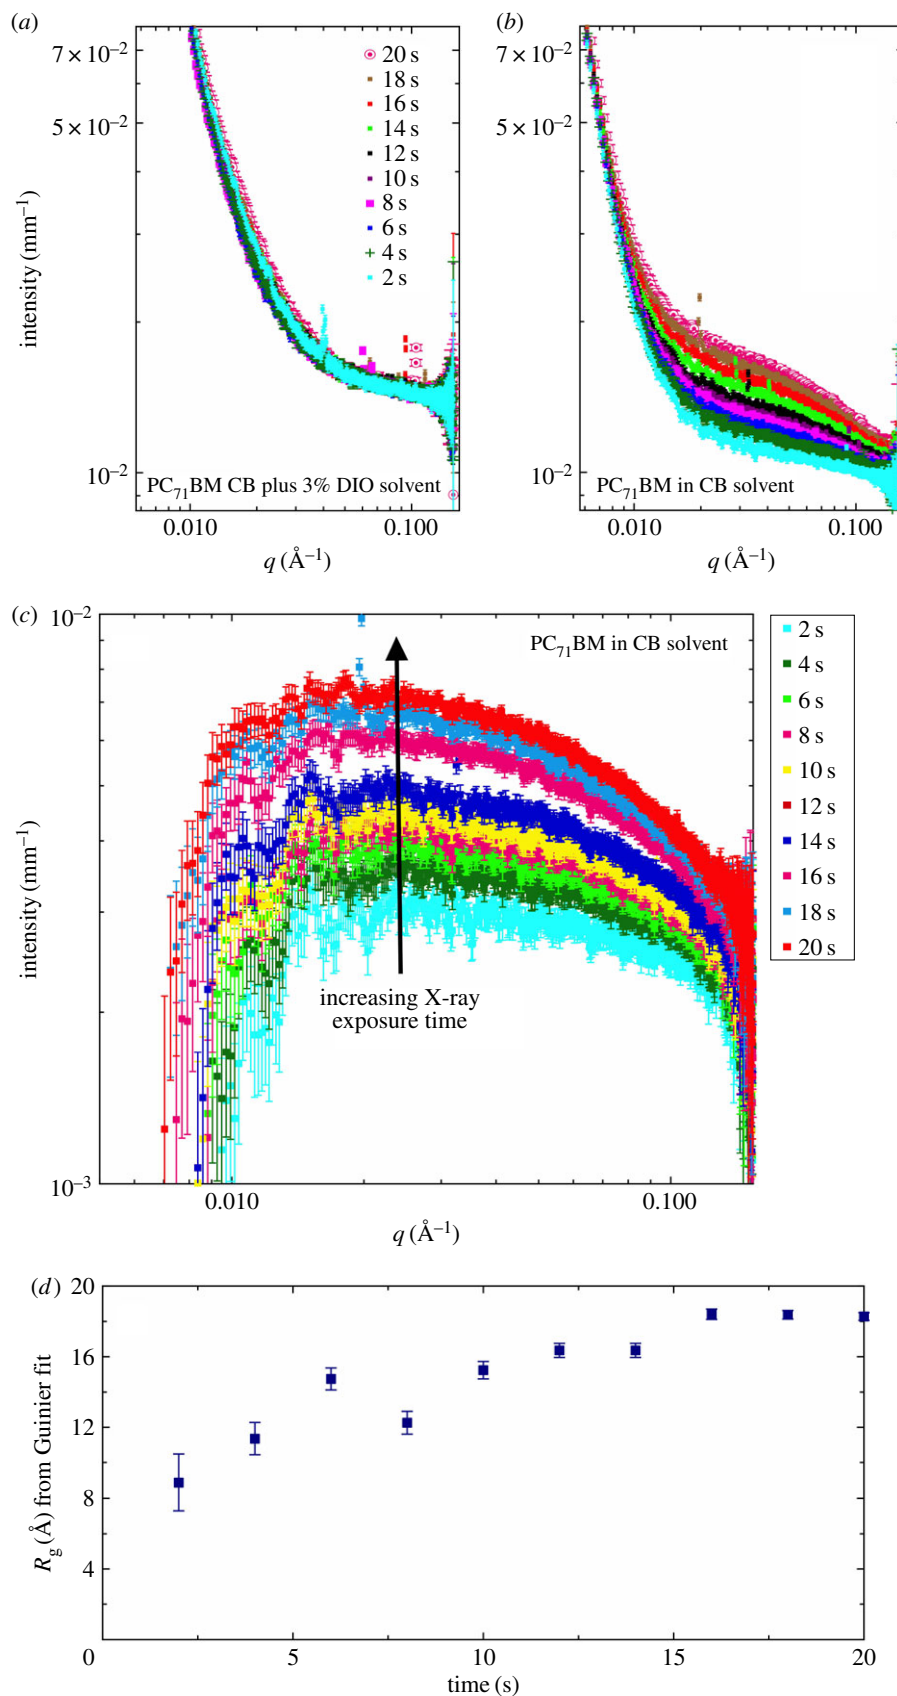 (a)
7 × 10⁻²
5 × 10⁻²
10⁻²
intensity (mm⁻¹)
20 s
18 s
16 s
14 s
12 s
10 s
8 s
6 s
4 s
2 s
PC₇₁BM CB plus 3% DIO solvent
0.010 0.100
q (Å⁻¹)
(b)
7 × 10⁻²
5 × 10⁻²
10⁻²
PC₇₁BM in CB solvent
0.010 0.100
q (Å⁻¹)
(c)
10⁻²
10⁻³
intensity (mm⁻¹)
PC₇₁BM in CB solvent
increasing X-ray
exposure time
0.010 0.100
q (Å⁻¹)
2 s
4 s
6 s
8 s
10 s
12 s
14 s
16 s
18 s
20 s
(d)
20
16
12
8
4
0
R_g (Å) from Guinier fit
5 10 15 20
time (s)